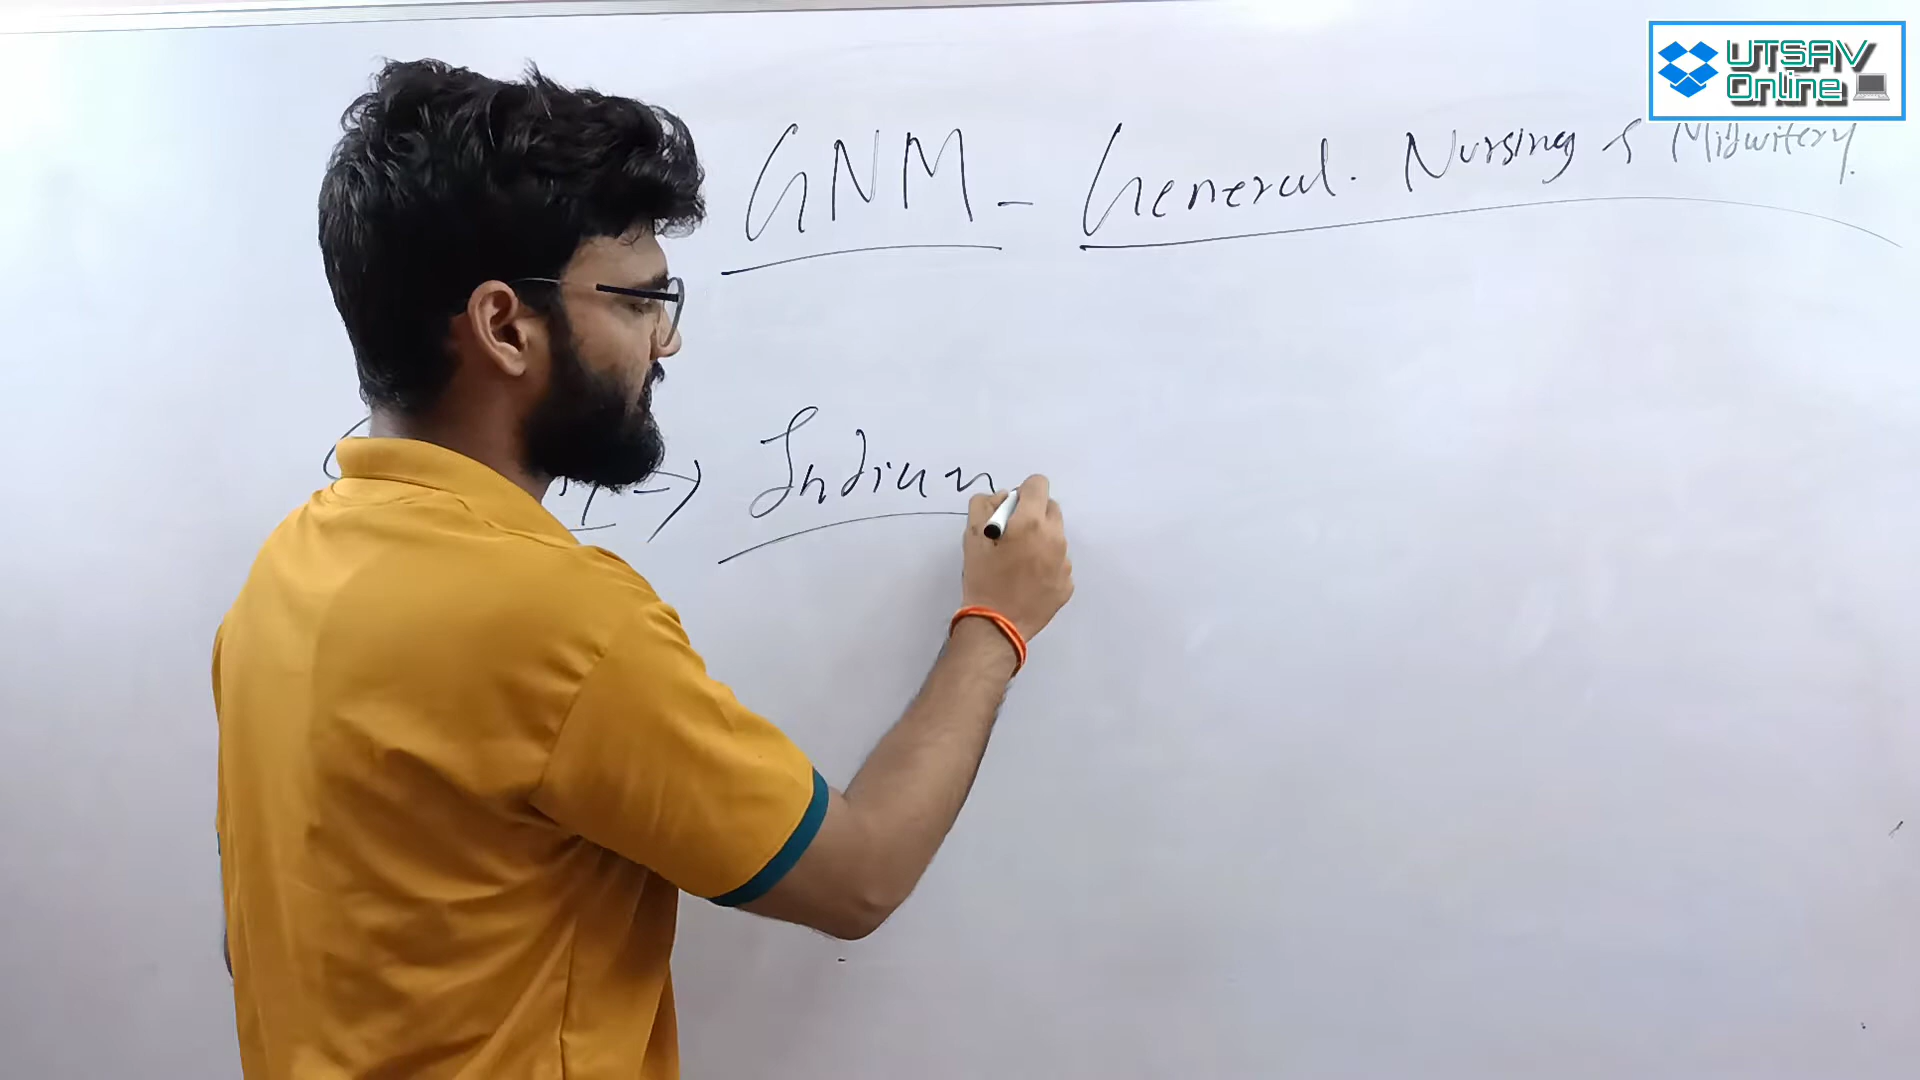 UTSAV
Online
GNM - General. Nursing & Midwifery.
Indian